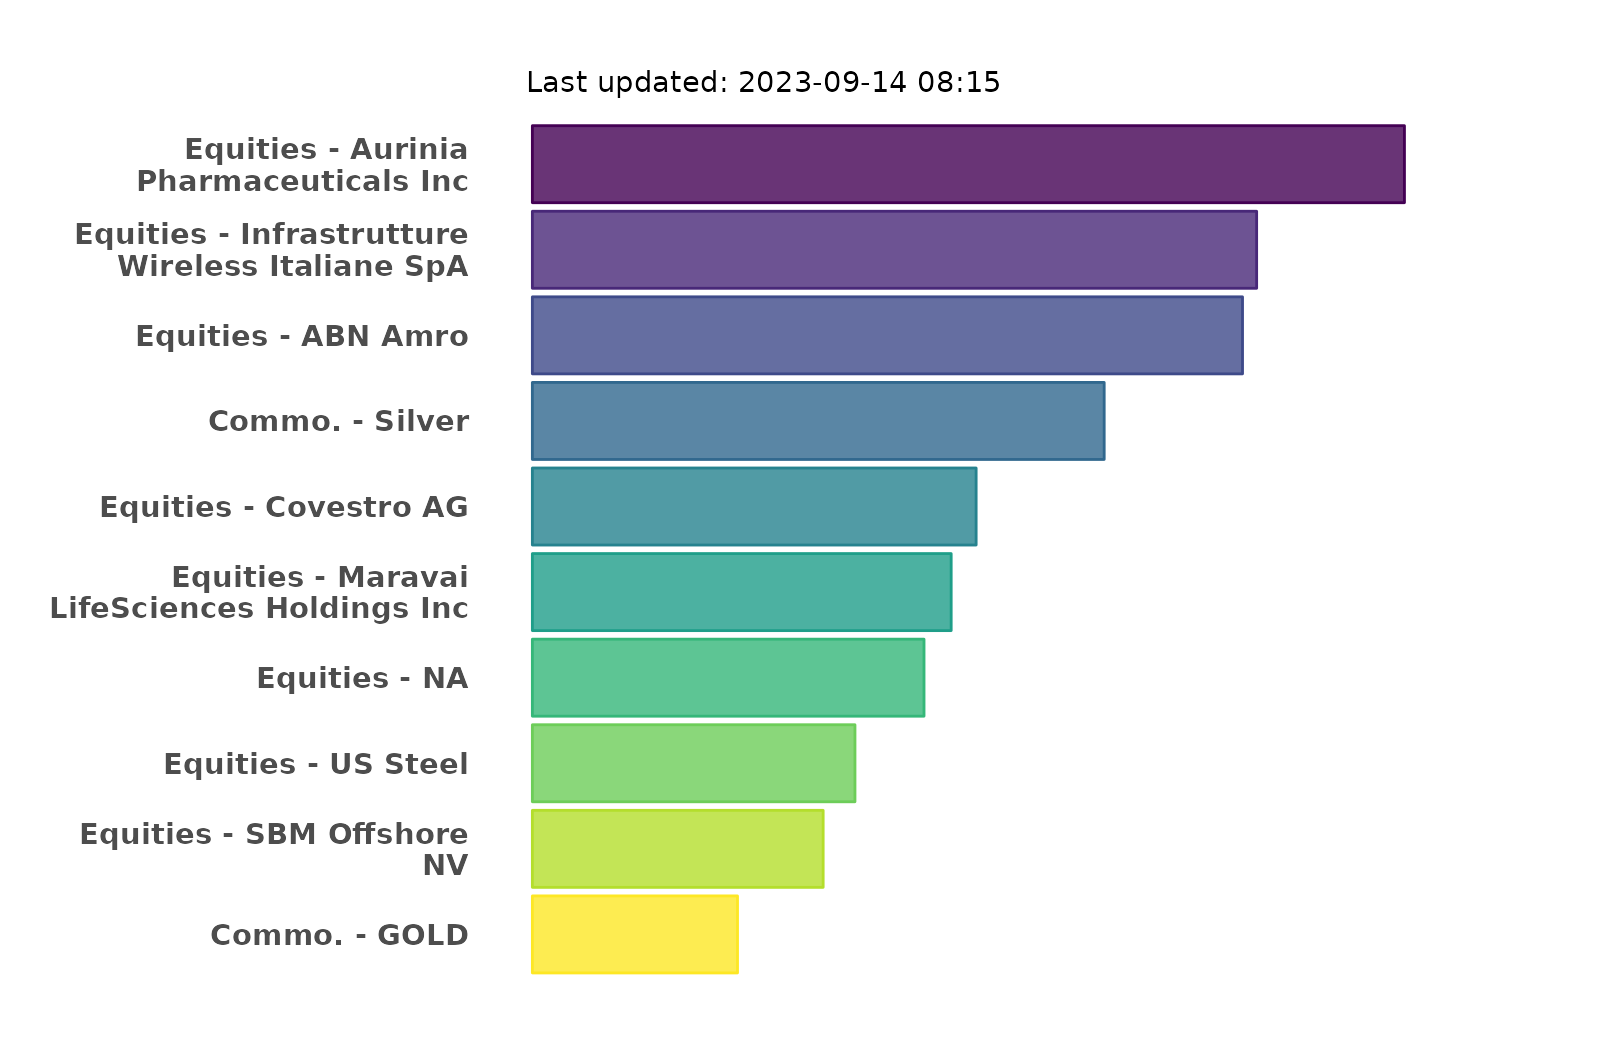 Last updated: 2023-09-14 08:15
Equities - Aurinia
Pharmaceuticals Inc
Equities - Infrastrutture
Wireless Italiane SpA
Equities - ABN Amro
Commo. - Silver
Equities - Covestro AG
Equities - Maravai
LifeSciences Holdings Inc
Equities - NA
Equities - US Steel
Equities - SBM Offshore
NV
Commo. - GOLD